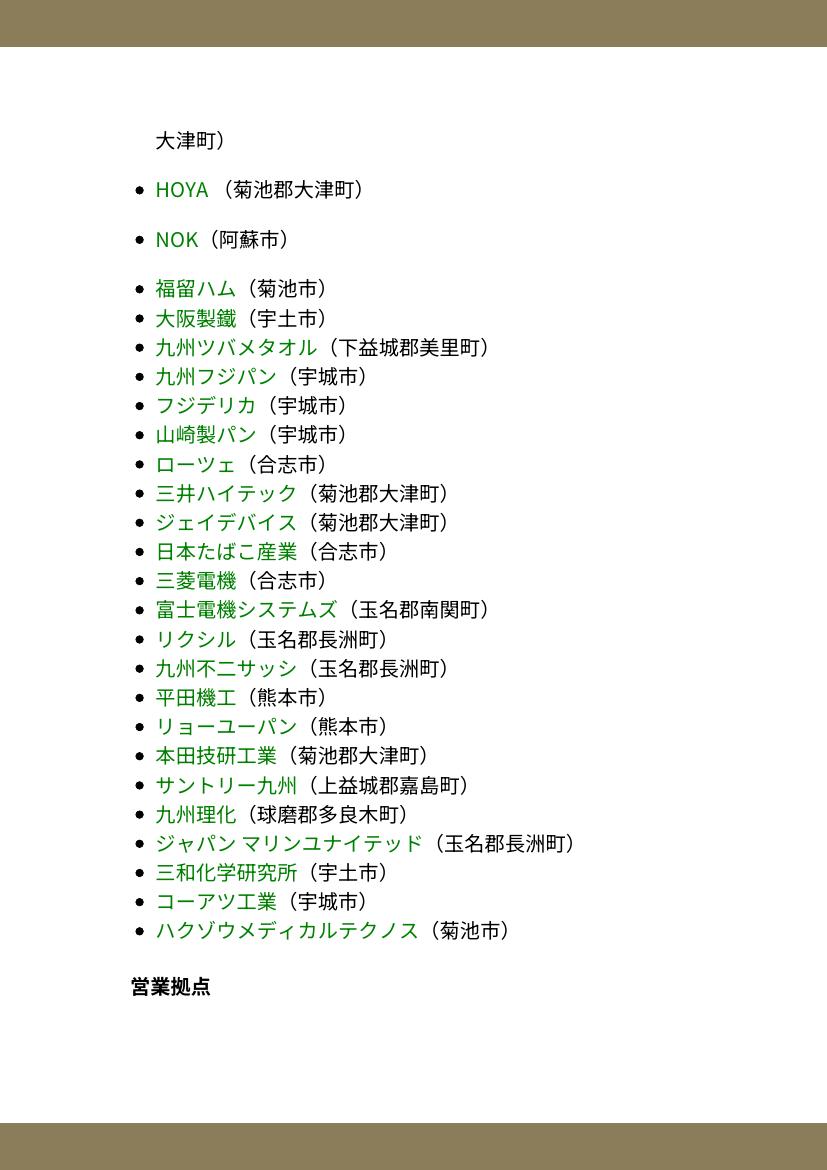 大津町）
HOYA （菊池郡大津町）
NOK（阿蘇市）
福留ハム（菊池市）
大阪製鐵（宇土市）
九州ツバメタオル（下益城郡美里町）
九州フジパン（宇城市）
フジデリカ（宇城市）
山崎製パン（宇城市）
ローツェ（合志市）
三井ハイテック（菊池郡大津町）
ジェイデバイス（菊池郡大津町）
日本たばこ産業（合志市）
三菱電機（合志市）
富士電機システムズ（玉名郡南関町）
リクシル（玉名郡長洲町）
九州不二サッシ（玉名郡長洲町）
平田機工（熊本市）
リョーユーパン（熊本市）
本田技研工業（菊池郡大津町）
サントリー九州（上益城郡嘉島町）
九州理化（球磨郡多良木町）
ジャパン マリンユナイテッド（玉名郡長洲町）
三和化学研究所（宇土市）
コーアツ工業（宇城市）
ハクゾウメディカルテクノス（菊池市）
営業拠点